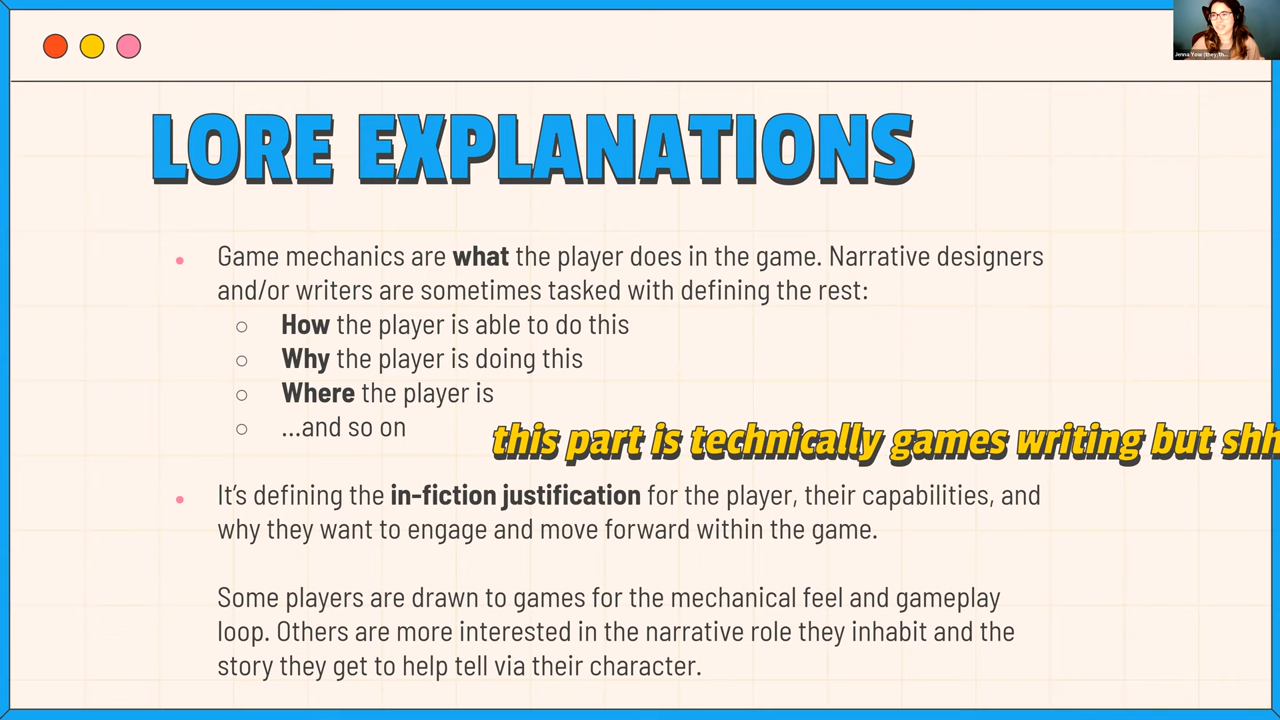 Jenna Yow (they/th...
LORE EXPLANATIONS
• Game mechanics are what the player does in the game. Narrative designers
and/or writers are sometimes tasked with defining the rest:
○ How the player is able to do this
○ Why the player is doing this
○ Where the player is
○ ...and so on
this part is technically games writing but shh
• It's defining the in-fiction justification for the player, their capabilities, and
why they want to engage and move forward within the game.
Some players are drawn to games for the mechanical feel and gameplay
loop. Others are more interested in the narrative role they inhabit and the
story they get to help tell via their character.